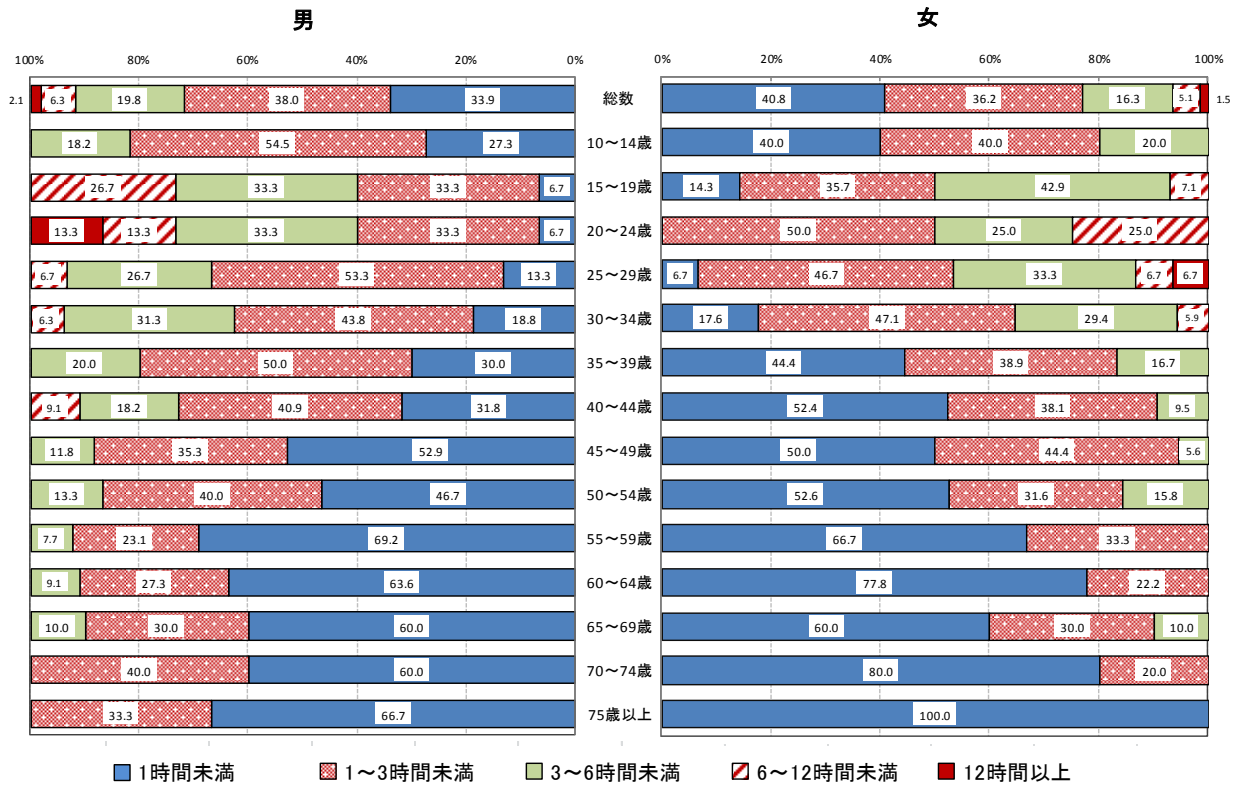 男 女
100% 80% 60% 40% 20% 0% 0% 20% 40% 60% 80% 100%
2.1 6.3 19.8 38.0 33.9 総数 40.8 36.2 16.3 5.1 1.5
18.2 54.5 27.3 10～14歳 40.0 40.0 20.0
26.7 33.3 33.3 6.7 15～19歳 14.3 35.7 42.9 7.1
13.3 13.3 33.3 33.3 6.7 20～24歳 50.0 25.0 25.0
6.7 26.7 53.3 13.3 25～29歳 6.7 46.7 33.3 6.7 6.7
6.3 31.3 43.8 18.8 30～34歳 17.6 47.1 29.4 5.9
20.0 50.0 30.0 35～39歳 44.4 38.9 16.7
9.1 18.2 40.9 31.8 40～44歳 52.4 38.1 9.5
11.8 35.3 52.9 45～49歳 50.0 44.4 5.6
13.3 40.0 46.7 50～54歳 52.6 31.6 15.8
7.7 23.1 69.2 55～59歳 66.7 33.3
9.1 27.3 63.6 60～64歳 77.8 22.2
10.0 30.0 60.0 65～69歳 60.0 30.0 10.0
40.0 60.0 70～74歳 80.0 20.0
33.3 66.7 75歳以上 100.0
1時間未満 1～3時間未満 3～6時間未満 6～12時間未満 12時間以上